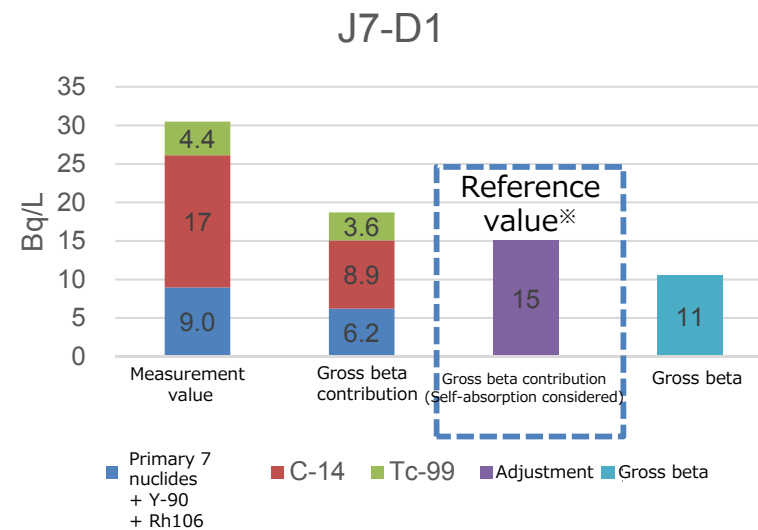 J7-D1
35
30
25
20
15
10
5
0
Bq/L
4.4
17
9.0
3.6
8.9
6.2
Reference
value※
15
11
Measurement
value
Gross beta
contribution
Gross beta contribution
(Self-absorption considered)
Gross beta
Primary 7
nuclides
+ Y-90
+ Rh106
C-14
Tc-99
Adjustment
Gross beta